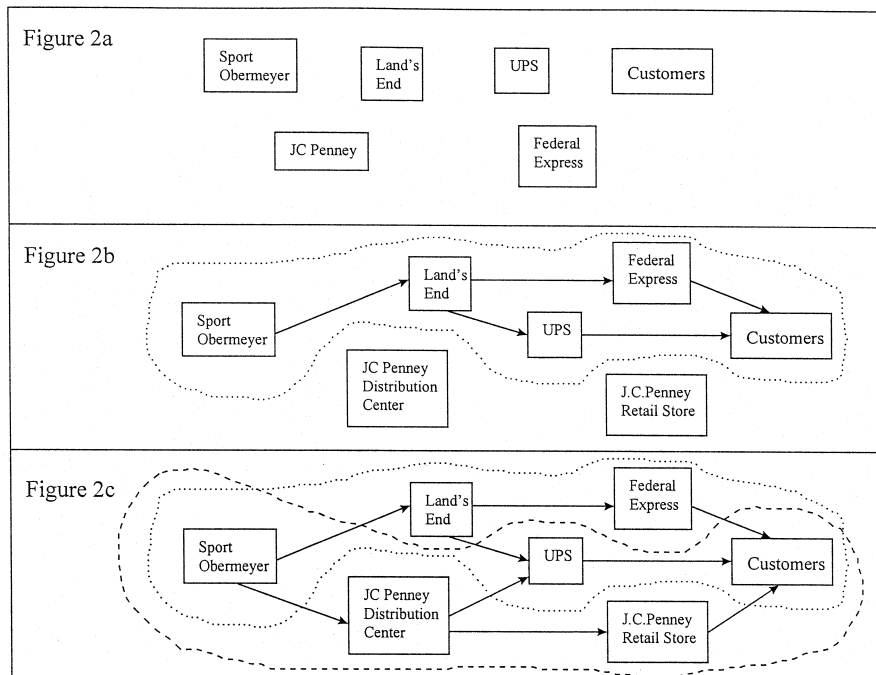 Figure 2a
Sport
Obermeyer
Land's
End
UPS
Customers
JC Penney
Federal
Express
Figure 2b
Land's
End
Federal
Express
Sport
Obermeyer
UPS
Customers
JC Penney
Distribution
Center
J.C.Penney
Retail Store
Figure 2c
Land's
End
Federal
Express
Sport
Obermeyer
UPS
Customers
JC Penney
Distribution
Center
J.C.Penney
Retail Store